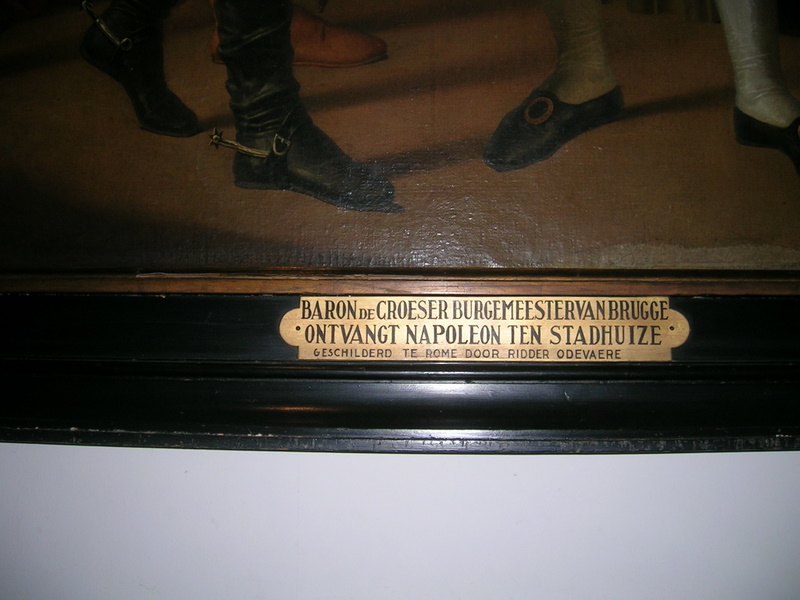 BARON DE CROESER BURGEMEESTER VAN BRUGGE
ONTVANGT NAPOLEON TEN STADHUIZE
GESCHILDERD TE ROME DOOR RIDDER ODEVAERE